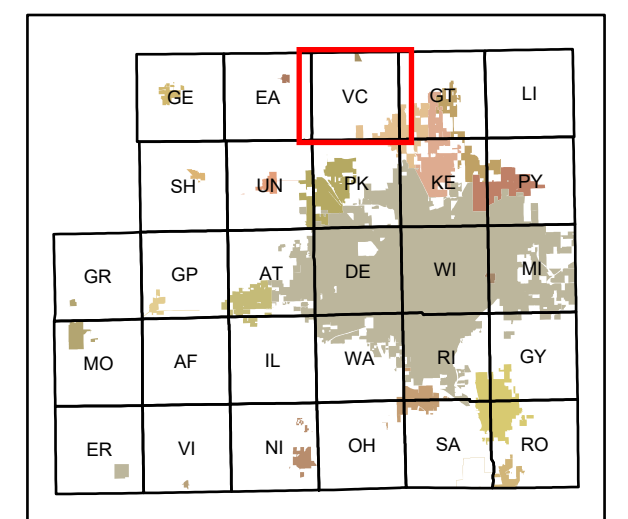 GE EA VC GT LI
SH UN PK KE PY
GR GP AT DE WI MI
MO AF IL WA RI GY
ER VI NI OH SA RO